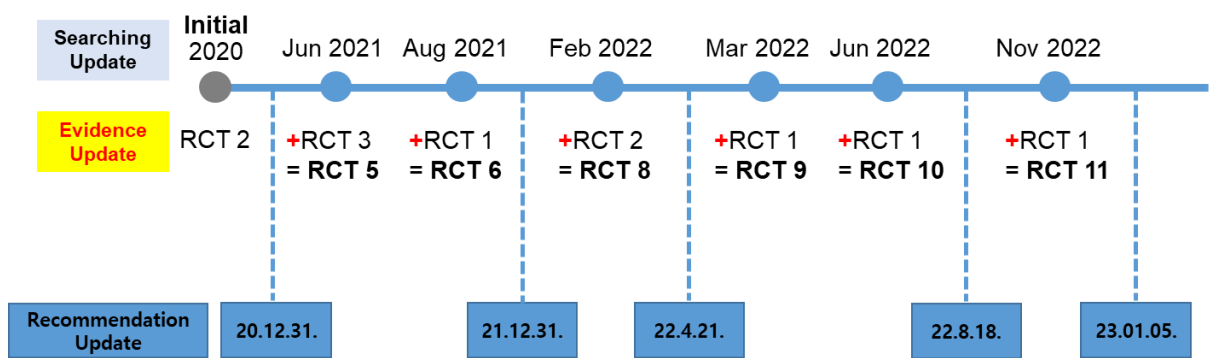 Searching
Update
Initial
2020
Jun 2021
Aug 2021
Feb 2022
Mar 2022
Jun 2022
Nov 2022
Evidence
Update
RCT 2
+RCT 3
= RCT 5
+RCT 1
= RCT 6
+RCT 2
= RCT 8
+RCT 1
= RCT 9
+RCT 1
= RCT 10
+RCT 1
= RCT 11
Recommendation
Update
20.12.31.
21.12.31.
22.4.21.
22.8.18.
23.01.05.